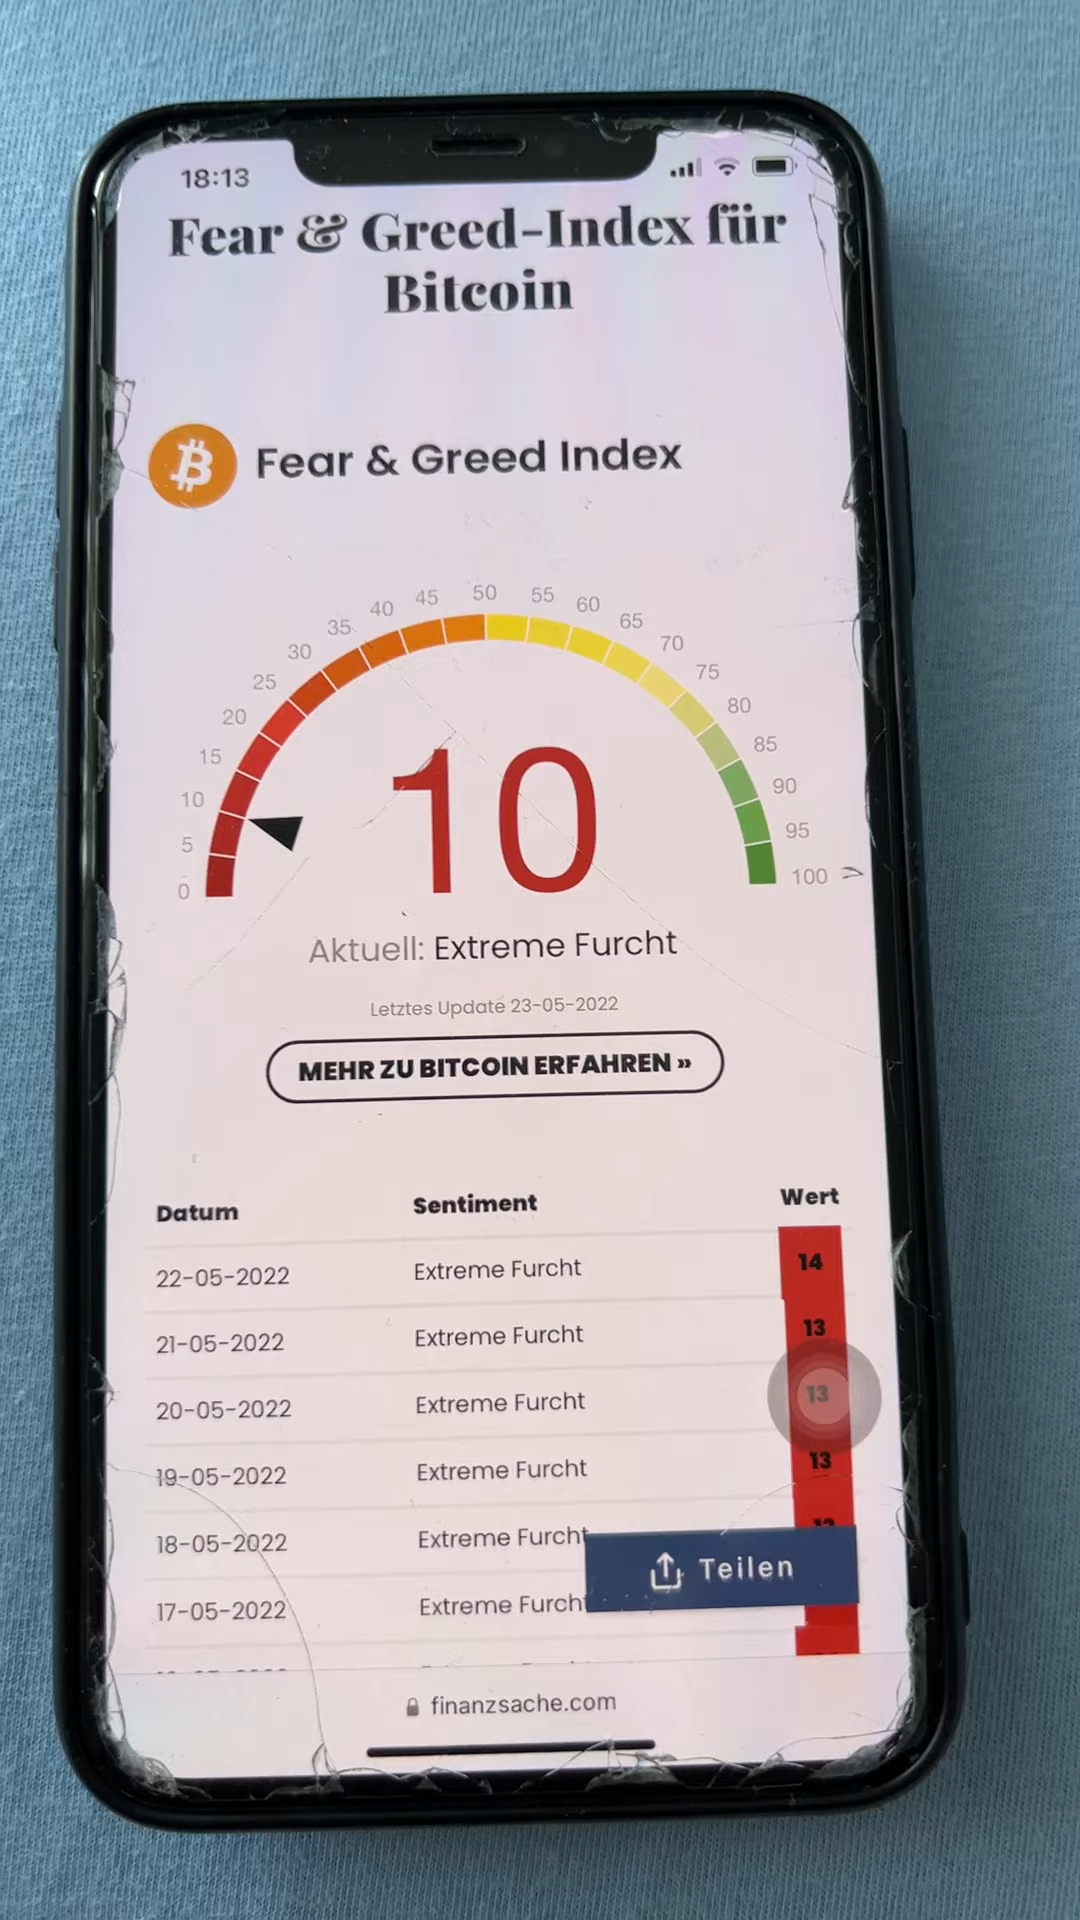 18:13
Fear & Greed-Index für
Bitcoin
Fear & Greed Index
0
5
10
15
20
25
30
35
40
45
50
55
60
65
70
75
80
85
90
95
100
10
Aktuell: Extreme Furcht
Letztes Update 23-05-2022
MEHR ZU BITCOIN ERFAHREN »
Datum Sentiment Wert
22-05-2022 Extreme Furcht 14
21-05-2022 Extreme Furcht 13
20-05-2022 Extreme Furcht 13
19-05-2022 Extreme Furcht 13
18-05-2022 Extreme Furcht
Teilen
17-05-2022 Extreme Furcht
finanzsache.com